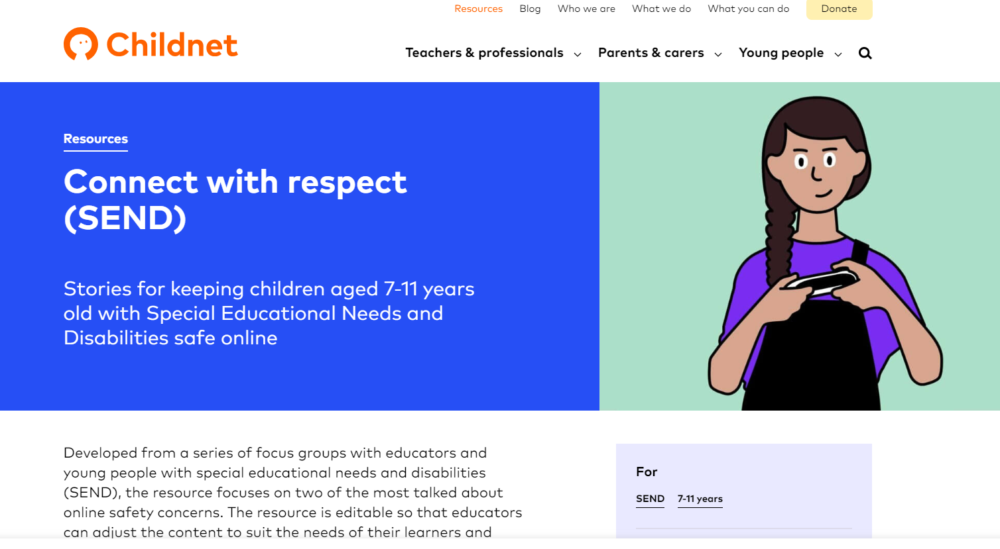 Resources Blog Who we are What we do What you can do Donate
Childnet
Teachers & professionals Parents & carers Young people
Resources
Connect with respect
(SEND)
Stories for keeping children aged 7-11 years
old with Special Educational Needs and
Disabilities safe online
Developed from a series of focus groups with educators and
young people with special educational needs and disabilities
(SEND), the resource focuses on two of the most talked about
online safety concerns. The resource is editable so that educators
can adjust the content to suit the needs of their learners and
For
SEND 7-11 years